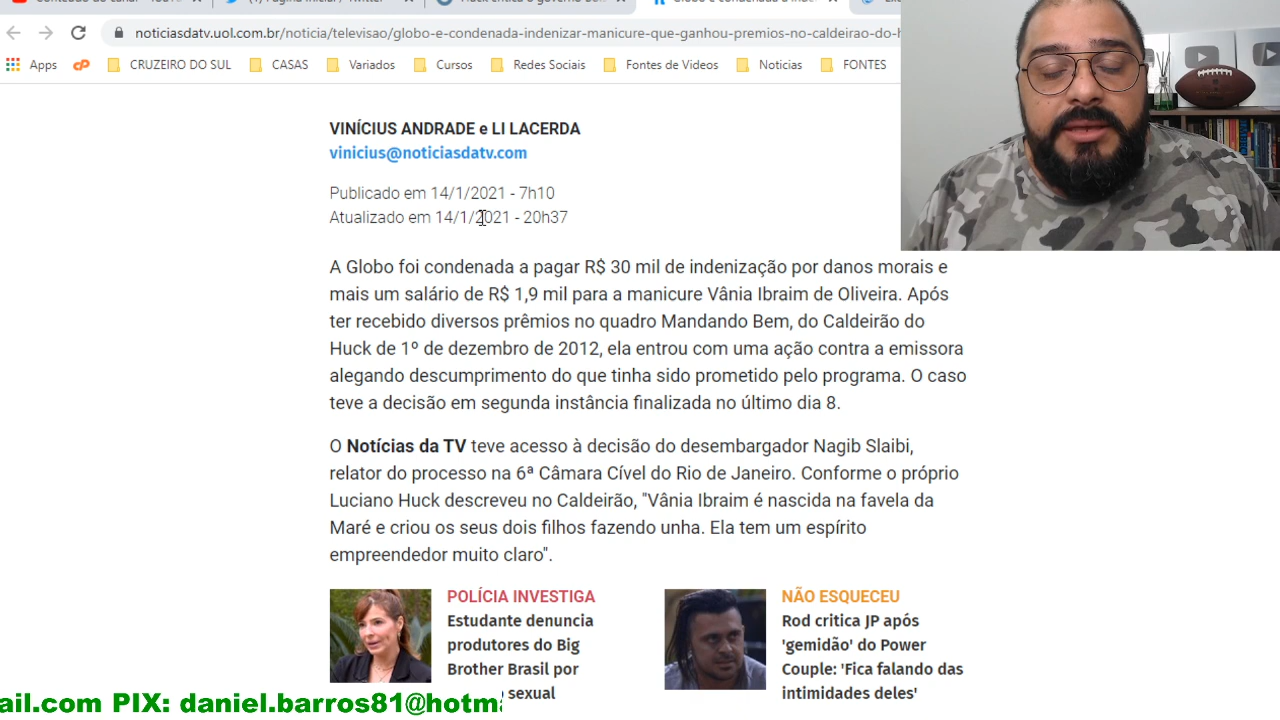 noticiasdatv.uol.com.br/noticia/televisao/globo-e-condenada-indenizar-manicure-que-ganhou-premios-no-caldeirao-do-h
Apps CRUZEIRO DO SUL CASAS Variados Cursos Redes Sociais Fontes de Videos Noticias FONTES
VINÍCIUS ANDRADE e LI LACERDA
vinicius@noticiasdatv.com
Publicado em 14/1/2021 - 7h10
Atualizado em 14/1/2021 - 20h37
A Globo foi condenada a pagar R$ 30 mil de indenização por danos morais e
mais um salário de R$ 1,9 mil para a manicure Vânia Ibraim de Oliveira. Após
ter recebido diversos prêmios no quadro Mandando Bem, do Caldeirão do
Huck de 1º de dezembro de 2012, ela entrou com uma ação contra a emissora
alegando descumprimento do que tinha sido prometido pelo programa. O caso
teve a decisão em segunda instância finalizada no último dia 8.
O Notícias da TV teve acesso à decisão do desembargador Nagib Slaibi,
relator do processo na 6ª Câmara Cível do Rio de Janeiro. Conforme o próprio
Luciano Huck descreveu no Caldeirão, "Vânia Ibraim é nascida na favela da
Maré e criou os seus dois filhos fazendo unha. Ela tem um espírito
empreendedor muito claro".
POLÍCIA INVESTIGA
Estudante denuncia
produtores do Big
Brother Brasil por
sexual
NÃO ESQUECEU
Rod critica JP após
'gemidão' do Power
Couple: 'Fica falando das
intimidades deles'
ail.com PIX: daniel.barros81@hotm